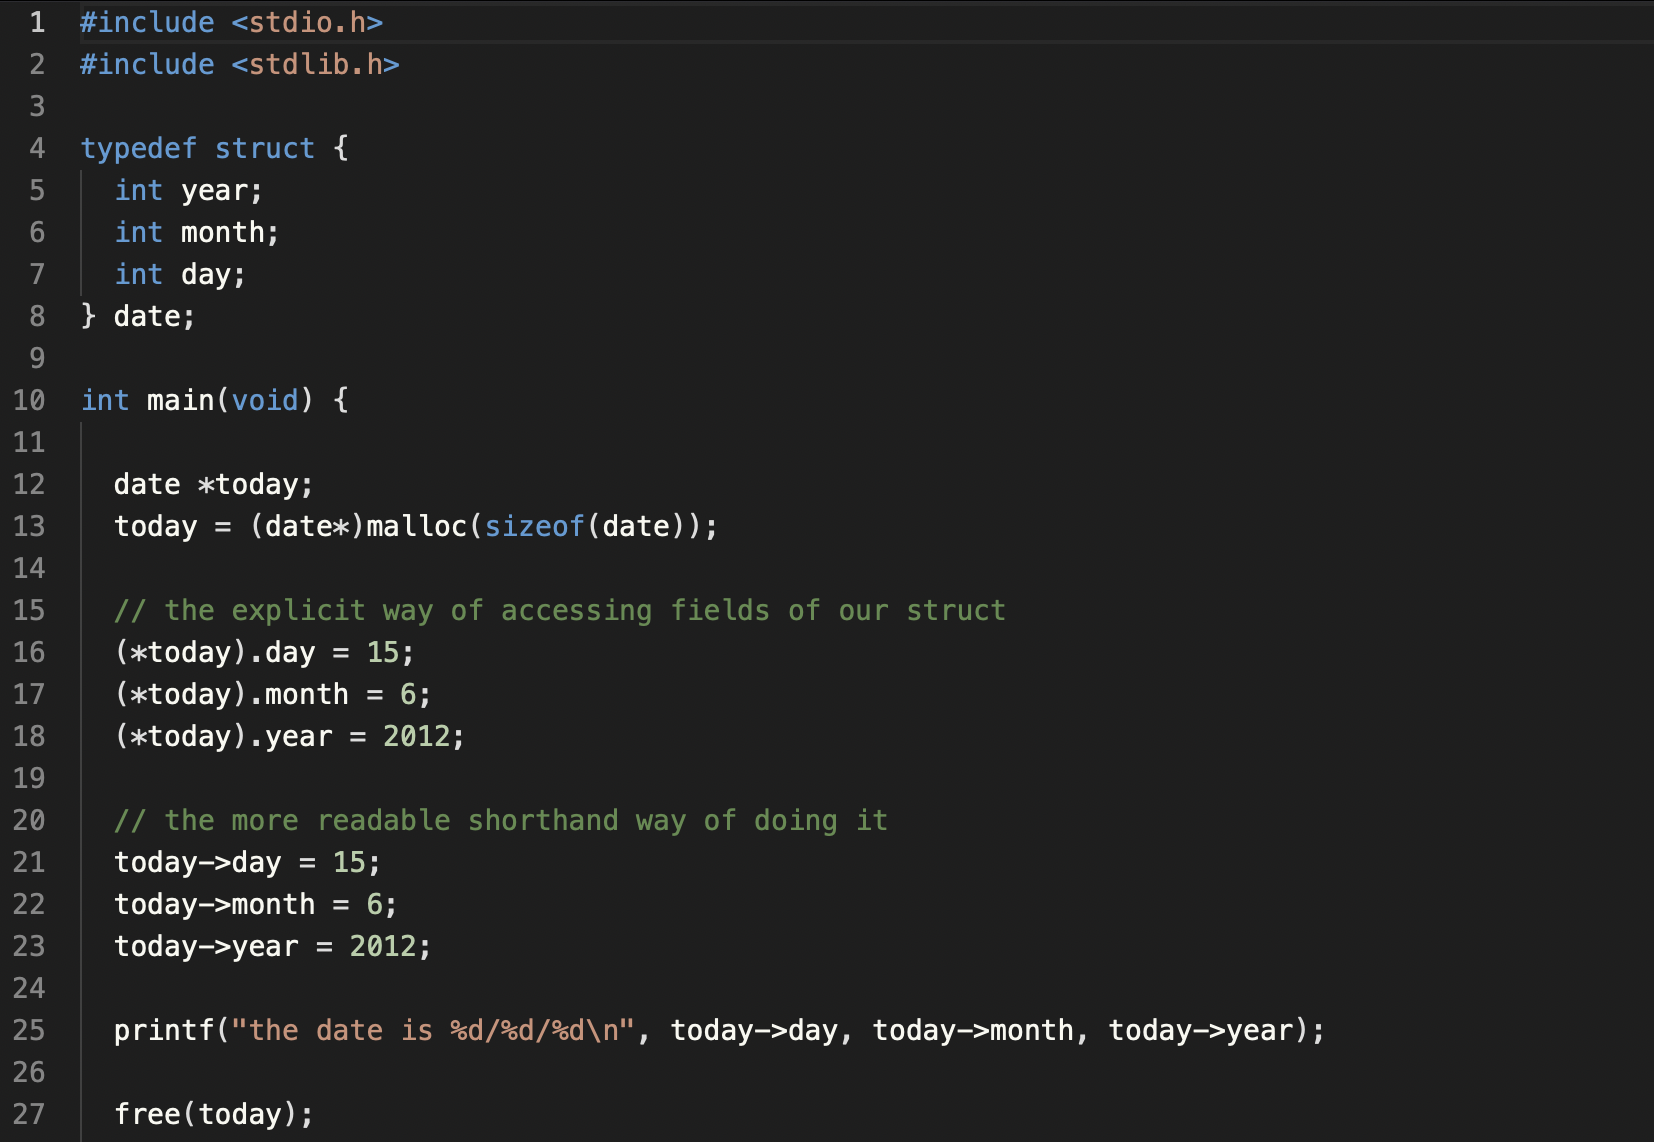 1 #include <stdio.h>
2 #include <stdlib.h>
3
4 typedef struct {
5   int year;
6   int month;
7   int day;
8 } date;
9
10 int main(void) {
11
12   date *today;
13   today = (date*)malloc(sizeof(date));
14
15   // the explicit way of accessing fields of our struct
16   (*today).day = 15;
17   (*today).month = 6;
18   (*today).year = 2012;
19
20   // the more readable shorthand way of doing it
21   today->day = 15;
22   today->month = 6;
23   today->year = 2012;
24
25   printf("the date is %d/%d/%d\n", today->day, today->month, today->year);
26
27   free(today);